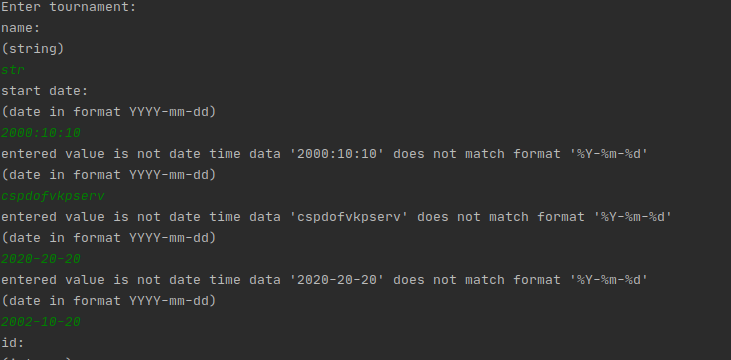 Enter tournament:
name:
(string)
str
start date:
(date in format YYYY-mm-dd)
2000:10:10
entered value is not date time data '2000:10:10' does not match format '%Y-%m-%d'
(date in format YYYY-mm-dd)
cspdofvkpserv
entered value is not date time data 'cspdofvkpserv' does not match format '%Y-%m-%d'
(date in format YYYY-mm-dd)
2020-20-20
entered value is not date time data '2020-20-20' does not match format '%Y-%m-%d'
(date in format YYYY-mm-dd)
2002-10-20
id: